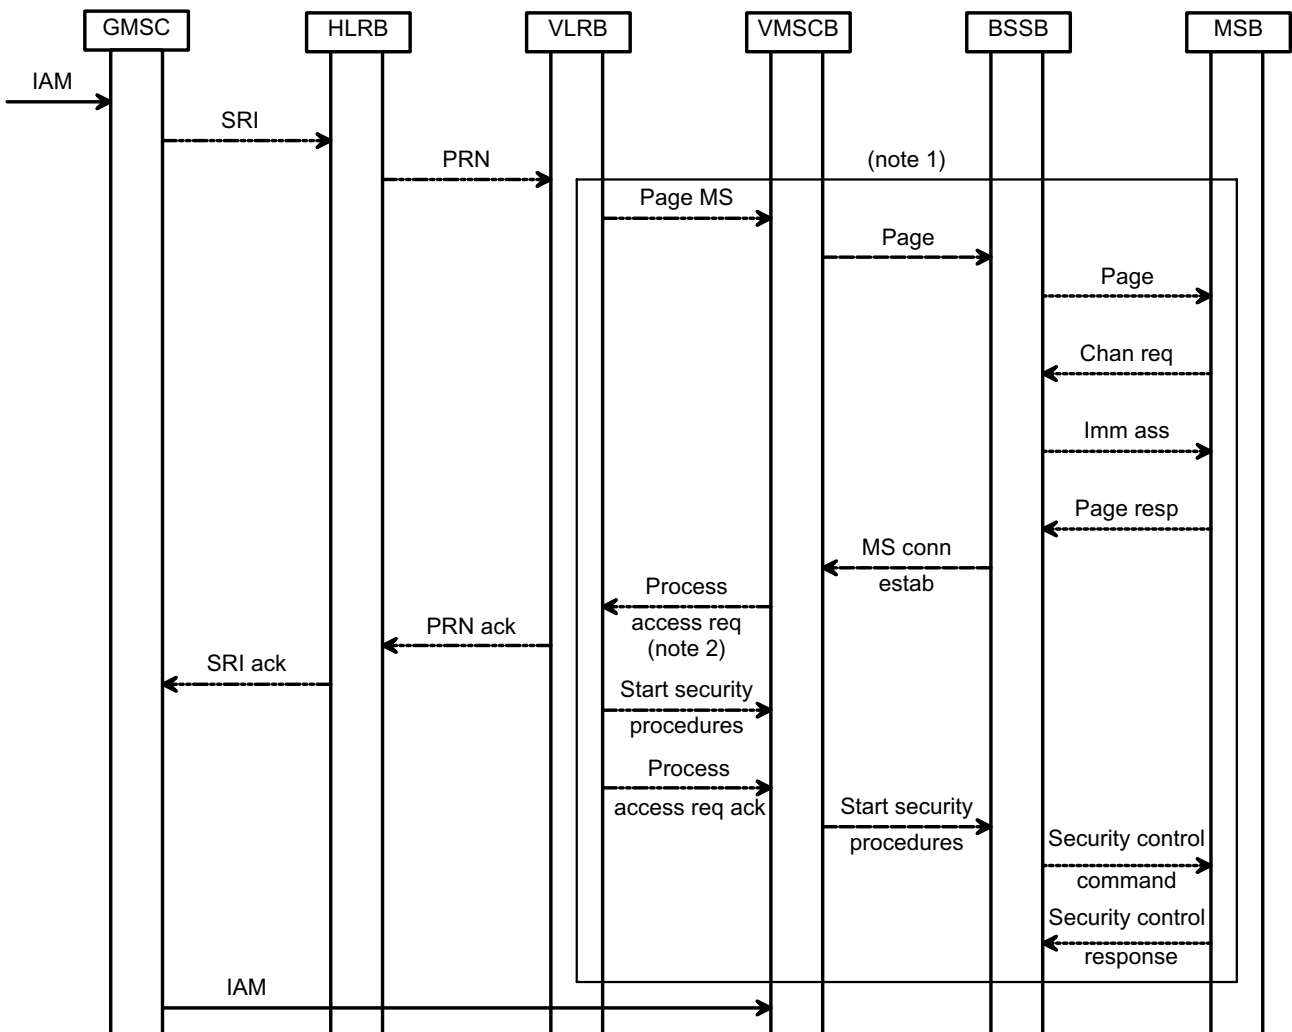 GMSC HLRB VLRB VMSCB BSSB MSB
IAM
SRI
PRN
(note 1)
Page MS
Page
Page
Chan req
Imm ass
Page resp
MS conn
estab
Process
access req
(note 2)
PRN ack
SRI ack
Start security
procedures
Process
access req ack
Start security
procedures
Security control
command
Security control
response
IAM